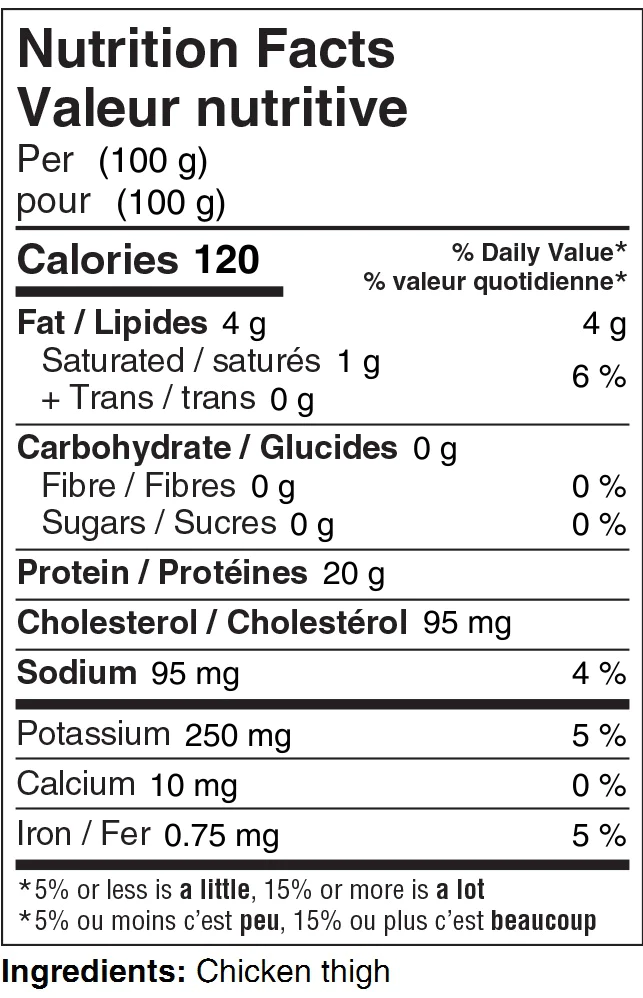 Nutrition Facts
Valeur nutritive
Per (100 g)
pour (100 g)
Calories 120
% Daily Value*
% valeur quotidienne*
Fat / Lipides 4 g 4 g
Saturated / saturés 1 g
+ Trans / trans 0 g
6 %
Carbohydrate / Glucides 0 g
Fibre / Fibres 0 g 0 %
Sugars / Sucres 0 g 0 %
Protein / Protéines 20 g
Cholesterol / Cholestérol 95 mg
Sodium 95 mg 4 %
Potassium 250 mg 5 %
Calcium 10 mg 0 %
Iron / Fer 0.75 mg 5 %
*5% or less is a little, 15% or more is a lot
*5% ou moins c’est peu, 15% ou plus c’est beaucoup
Ingredients: Chicken thigh